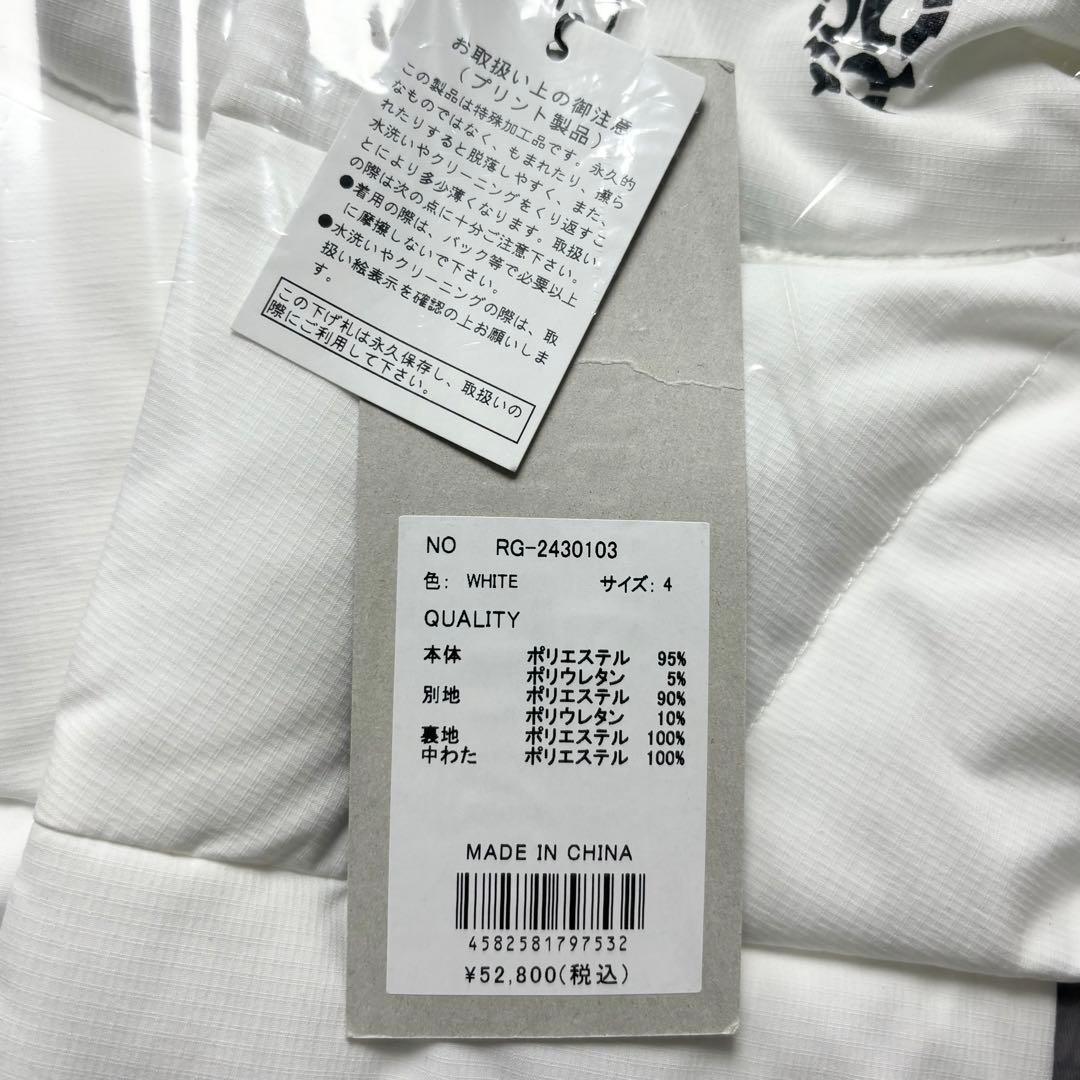 お取扱い上の御注意
(プリント製品)
この製品は特殊加工品です。永久的
なものではなく、もまれたり、擦ら
れたりすると脱落しやすく、また、
水洗いやクリーニングをくり返すこ
とにより多少薄くなります。取扱い
の際は次の点に十分ご注意下さい。
●着用の際は、バック等で必要以上
に摩擦しないで下さい。
●水洗いやクリーニングの際は、取
扱い絵表示を確認の上お願いしま
す。
この下げ札は永久保存し、取扱いの
際にご利用して下さい。
NO RG-2430103
色: WHITE サイズ: 4
QUALITY
本体 ポリエステル 95%
ポリウレタン 5%
別地 ポリエステル 90%
ポリウレタン 10%
裏地 ポリエステル 100%
中わた ポリエステル 100%
MADE IN CHINA
4582581797532
¥52,800(税込)